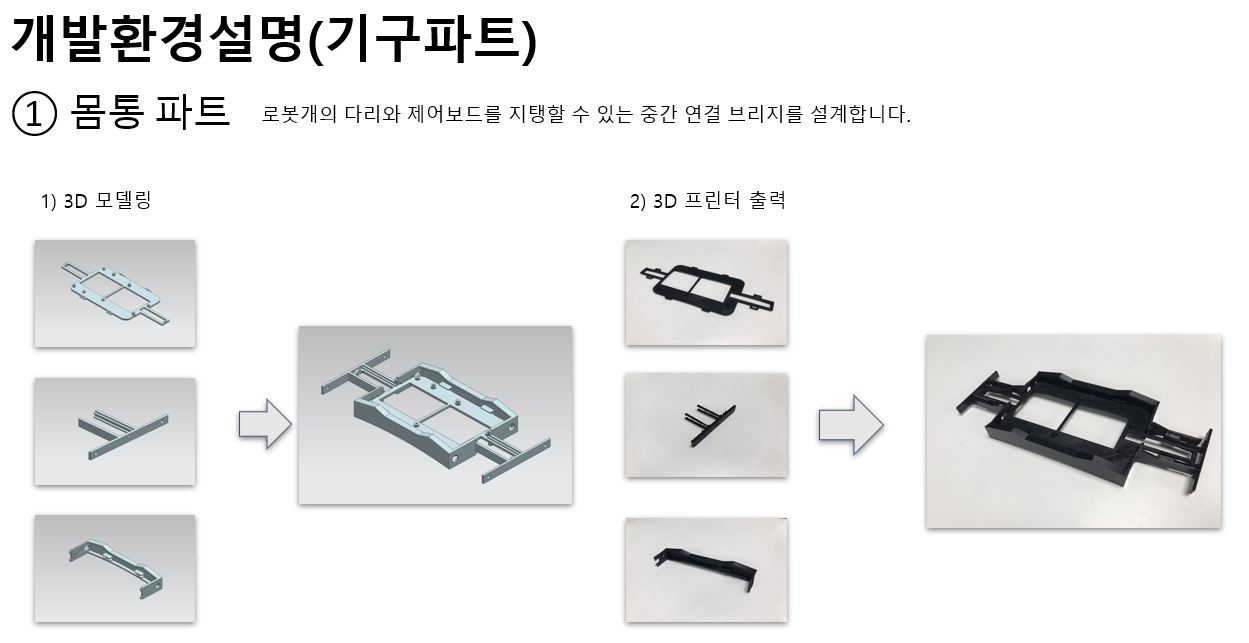 개발환경설명(기구파트)
① 몸통 파트 로봇개의 다리와 제어보드를 지탱할 수 있는 중간 연결 브리지를 설계합니다.
1) 3D 모델링
2) 3D 프린터 출력